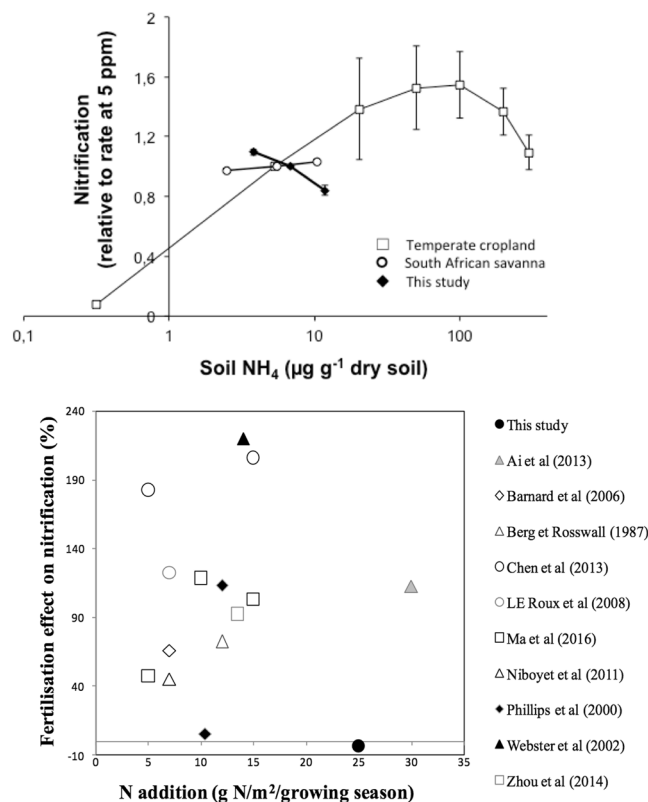 Nitrification
(relative to rate at 5 ppm)
2
1,6
1,2
0,8
0,4
0
0,1
1
10
100
Temperate cropland
South African savanna
This study
Soil NH4 (µg g-1 dry soil)
Fertilisation effect on nitrification (%)
240
190
140
90
40
-10
0
5
10
15
20
25
30
35
N addition (g N/m²/growing season)
This study
Ai et al (2013)
Barnard et al (2006)
Berg et Rosswall (1987)
Chen et al (2013)
LE Roux et al (2008)
Ma et al (2016)
Niboyet et al (2011)
Phillips et al (2000)
Webster et al (2002)
Zhou et al (2014)